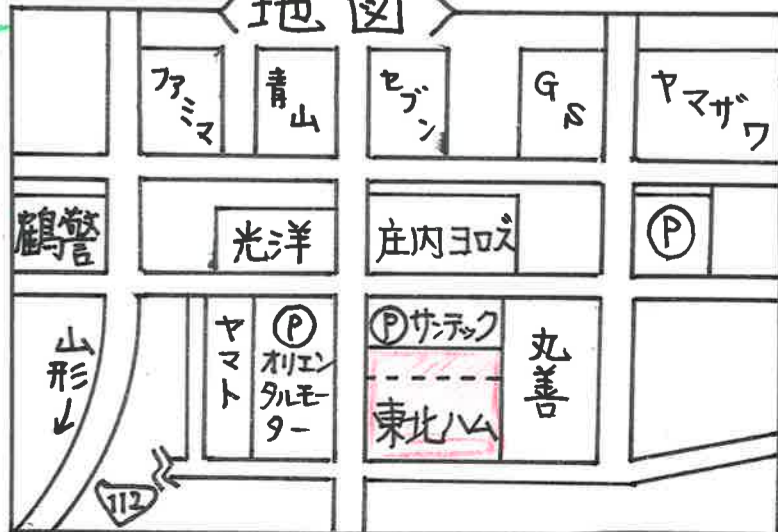 地図
ファミマ
青山
セブン
GS
ヤマザワ
鶴警
光洋
庄内ヨロズ
P
山形
ヤマト
P
オリエン
タルモー
ター
Pサンテック
東北ハム
丸善
112